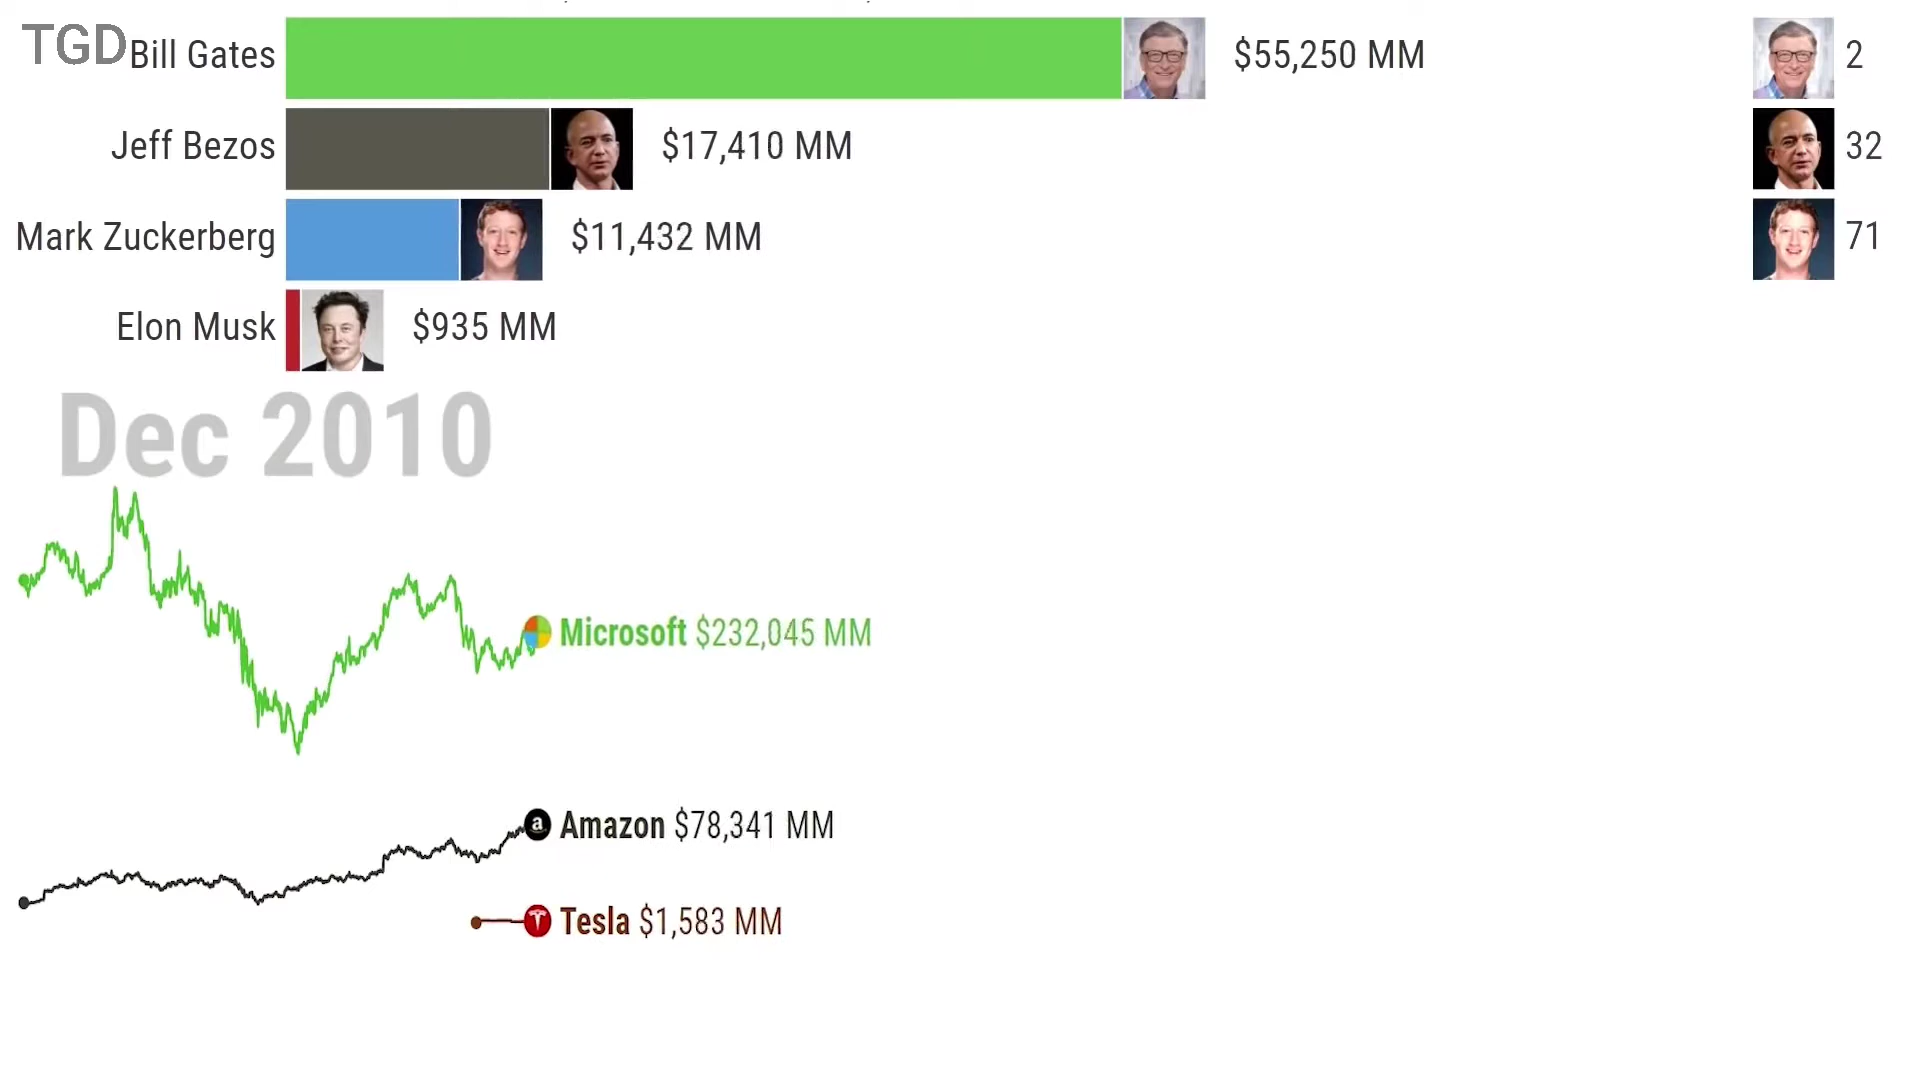 TGD
Bill Gates $55,250 MM 2
Jeff Bezos $17,410 MM 32
Mark Zuckerberg $11,432 MM 71
Elon Musk $935 MM
Dec 2010
Microsoft $232,045 MM
a Amazon $78,341 MM
Tesla $1,583 MM